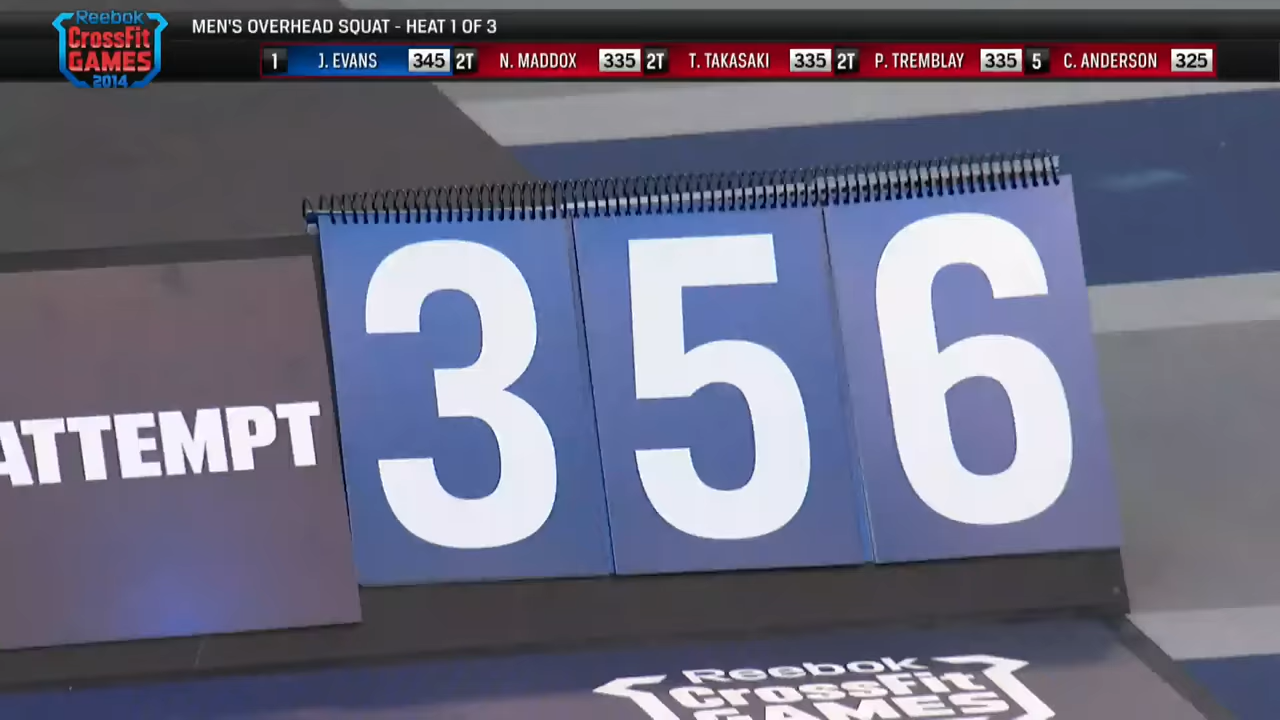 Reebok
CrossFit
GAMES
2014
MEN'S OVERHEAD SQUAT - HEAT 1 OF 3
1 J. EVANS 345 2T N. MADDOX 335 2T T. TAKASAKI 335 2T P. TREMBLAY 335 5 C. ANDERSON 325
ATTEMPT 356
Reebok
CrossFit
GAMES